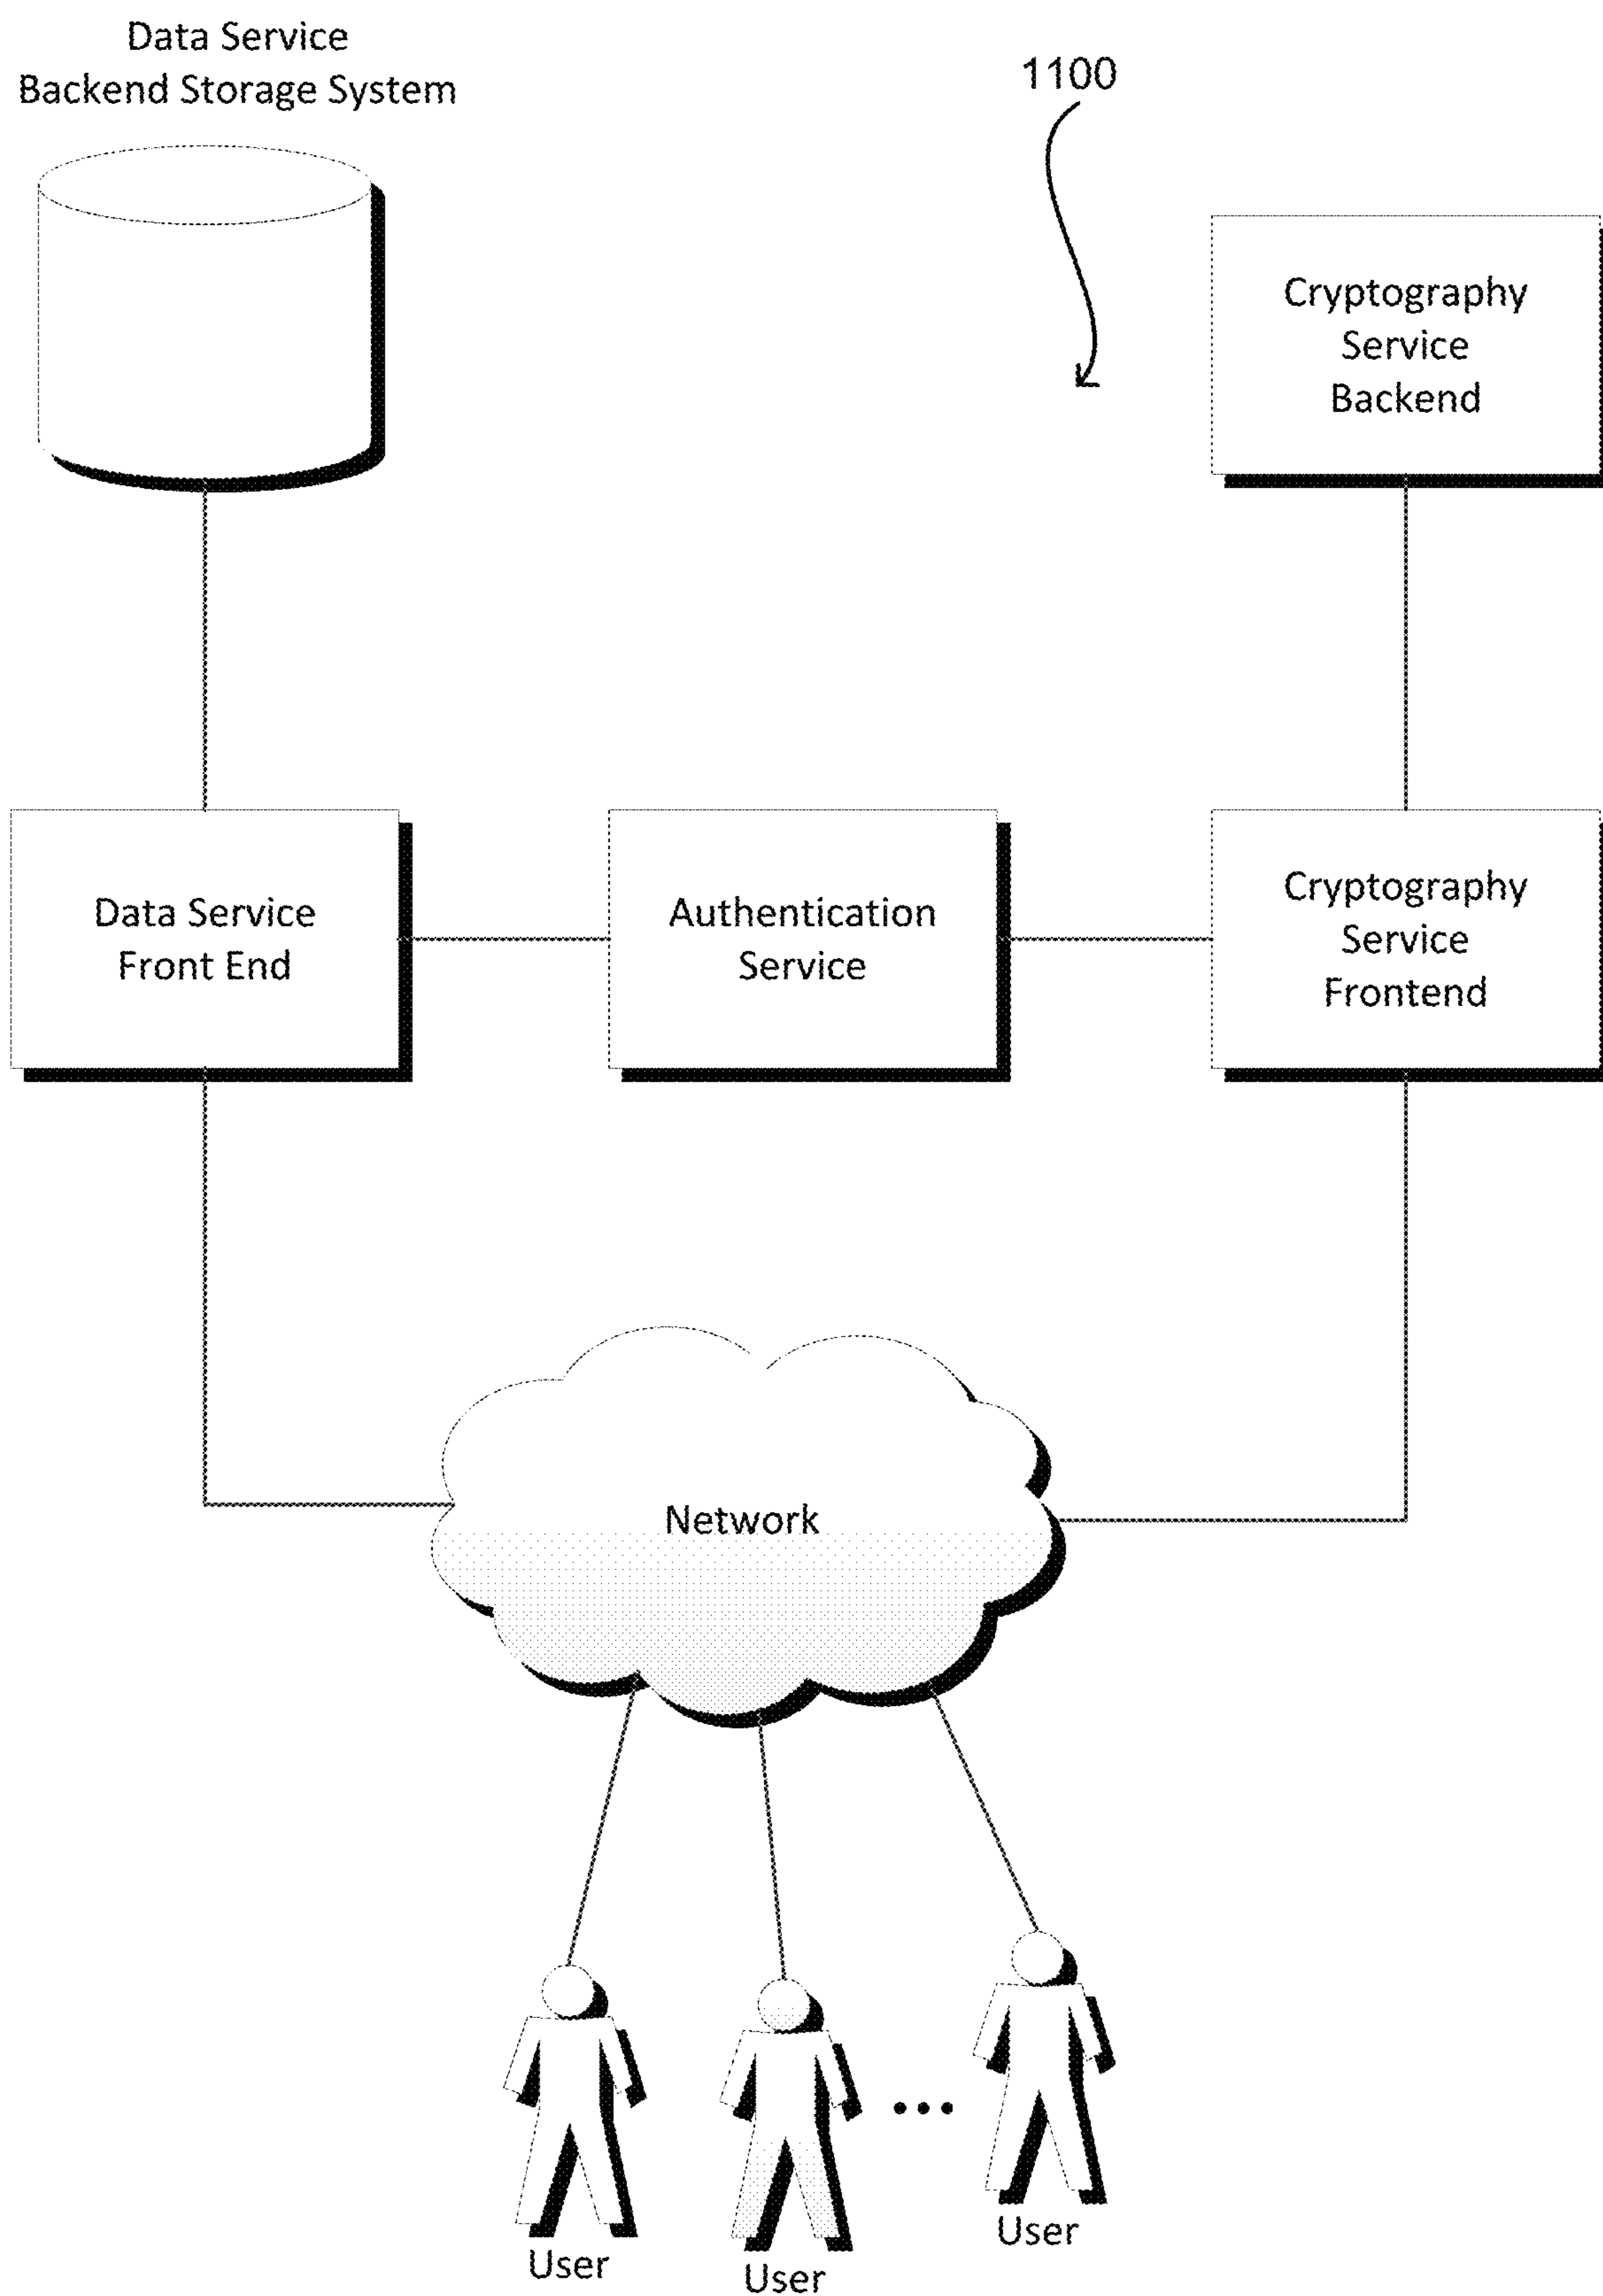 Data Service
Backend Storage System
1100
Cryptography
Service
Backend
Data Service
Front End
Authentication
Service
Cryptography
Service
Frontend
Network
User
User
User